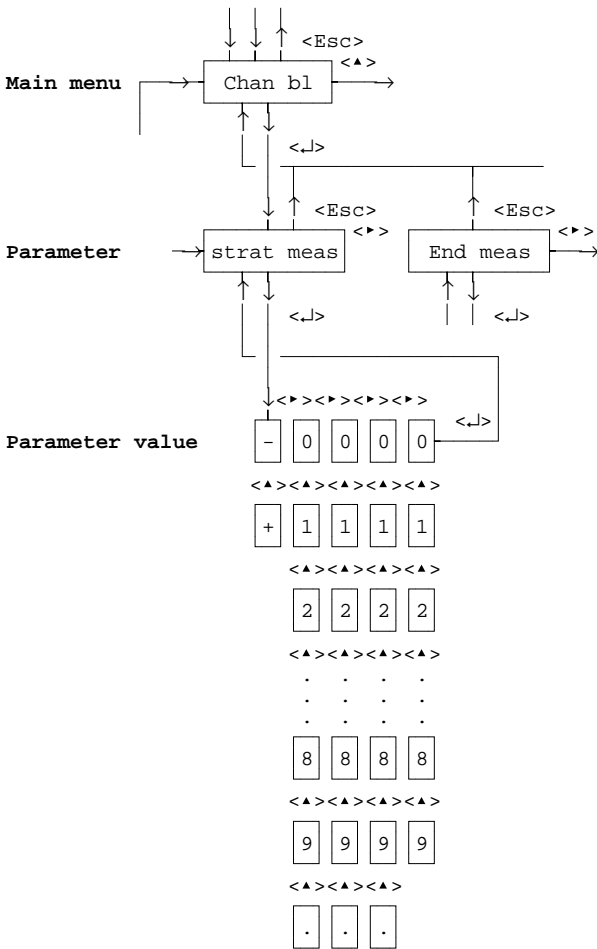 <Esc>
<▲>
Main menu Chan bl
<↵>
<Esc> <Esc>
<►> <►>
Parameter strat meas End meas
<↵> <↵>
<►><►><►><►>
<↵>
Parameter value - 0 0 0 0
<▲><▲><▲><▲><▲>
+ 1 1 1 1
<▲><▲><▲><▲>
2 2 2 2
<▲><▲><▲><▲>
. . . .
. . . .
. . . .
8 8 8 8
<▲><▲><▲><▲>
9 9 9 9
<▲><▲><▲>
. . .